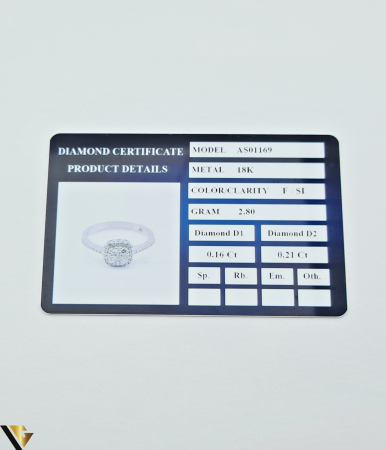 DIAMOND CERTIFICATE
PRODUCT DETAILS
MODEL AS01169
METAL 18K
COLOR/CLARITY F SI
GRAM 2.80
Diamond D1 Diamond D2
0.16 Ct 0.21 Ct
Sp. Rb. Em. Oth.